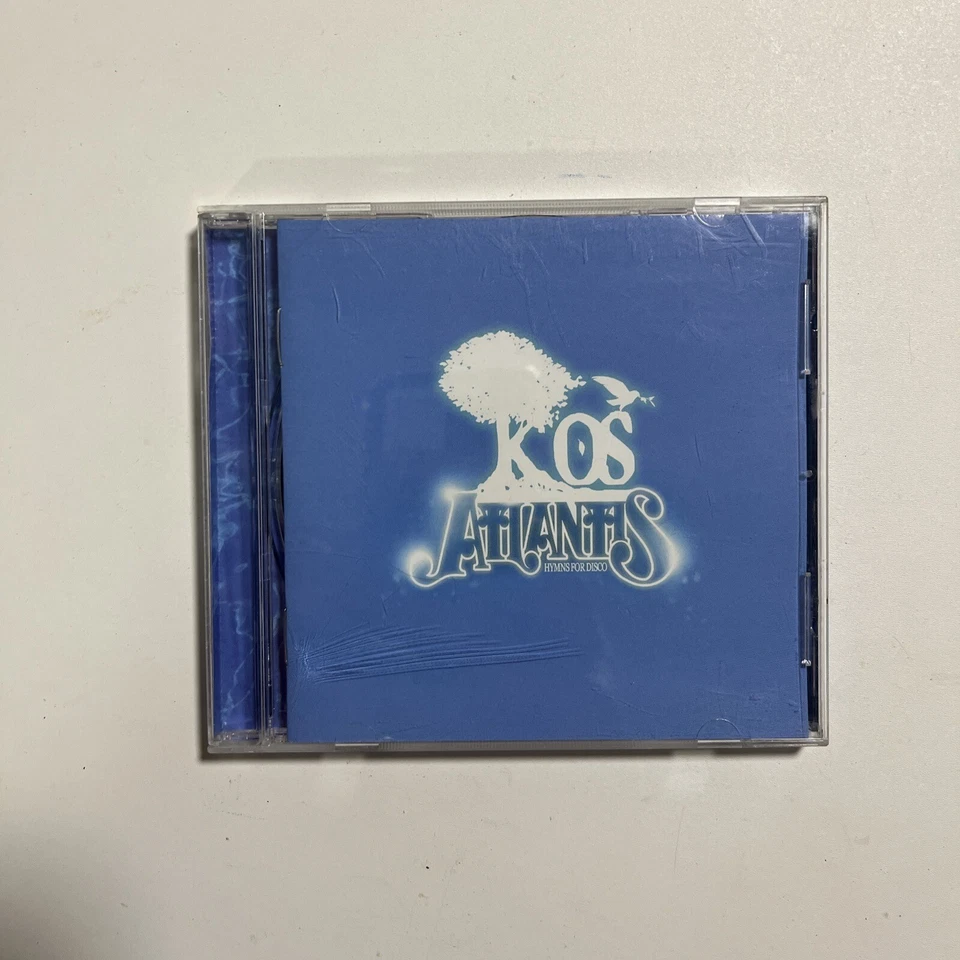 K OS
ATLANTIS
HYMNS FOR DISCO